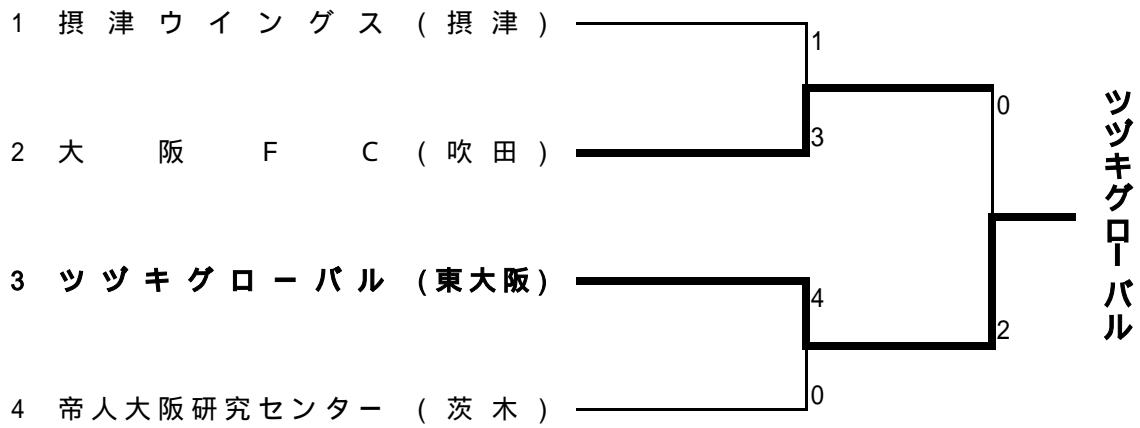 1 摂津ウイングス (摂津)
1
0
3
2 大阪FC (吹田)
3 ツヅキグローバル (東大阪)
4
2
0
4 帝人大阪研究センター (茨木)
ツヅキグローバル